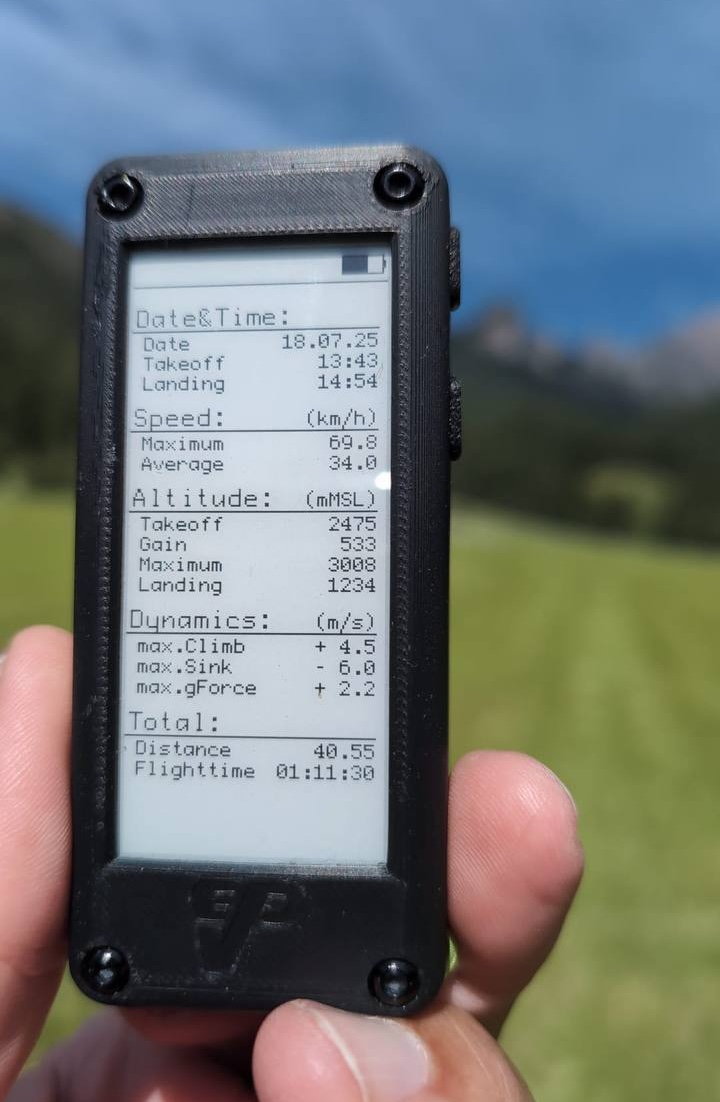 Date&Time:
Date 18.07.25
Takeoff 13:43
Landing 14:54
Speed: (km/h)
Maximum 69.8
Average 34.0
Altitude: (mMSL)
Takeoff 2475
Gain 533
Maximum 3008
Landing 1234
Dynamics: (m/s)
max.Climb + 4.5
max.Sink - 6.0
max.gForce + 2.2
Total:
Distance 40.55
Flighttime 01:11:30